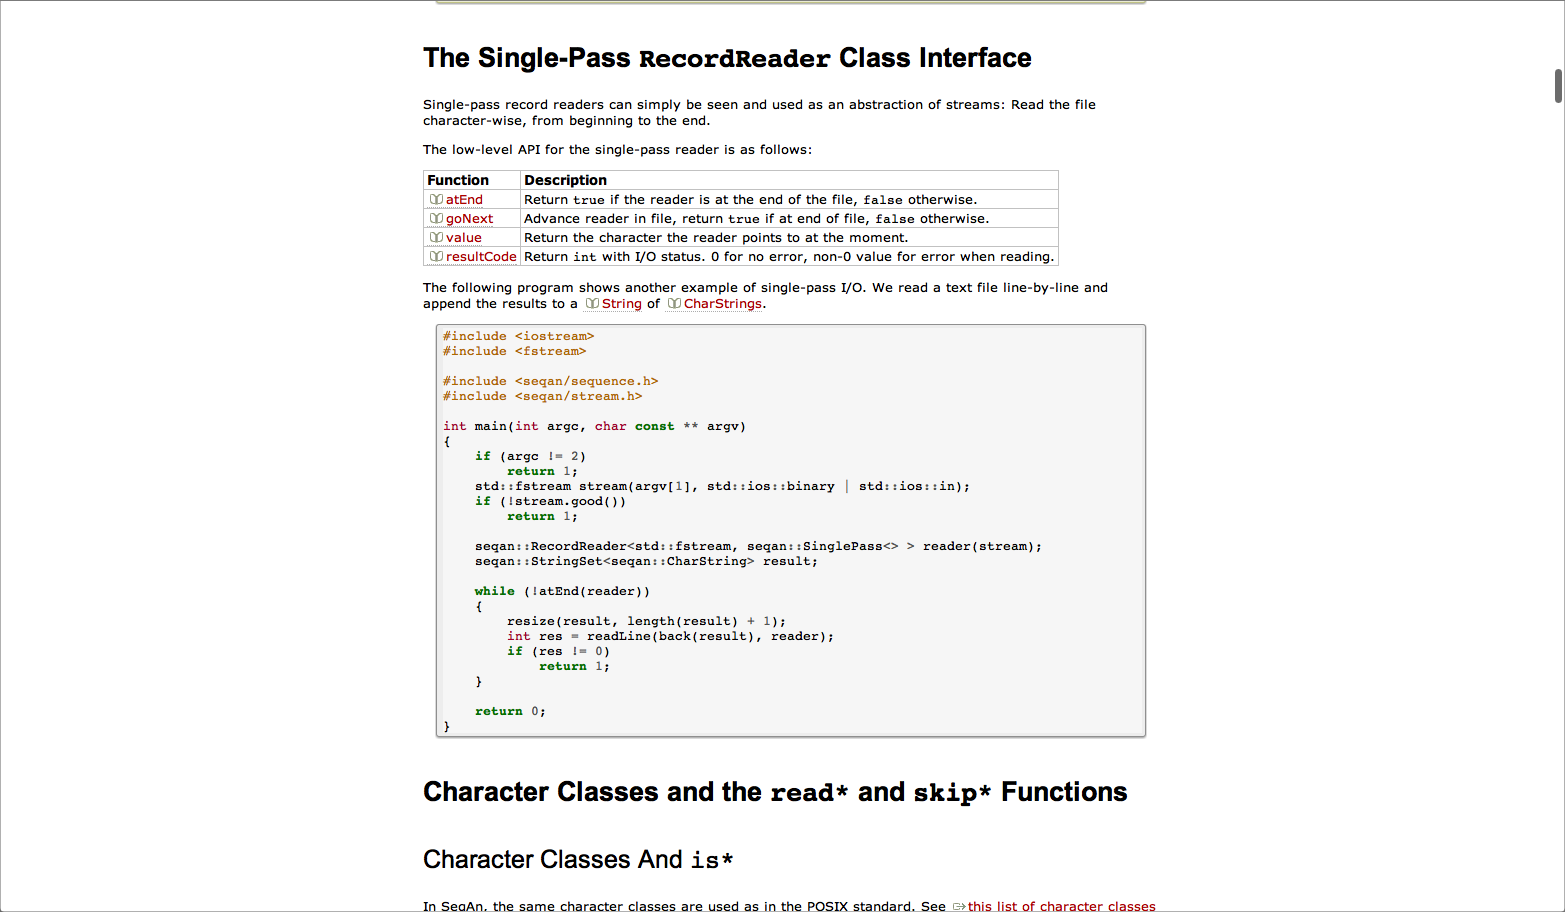 The Single-Pass RecordReader Class Interface
Single-pass record readers can simply be seen and used as an abstraction of streams: Read the file
character-wise, from beginning to the end.
The low-level API for the single-pass reader is as follows:
Function Description
atEnd Return true if the reader is at the end of the file, false otherwise.
goNext Advance reader in file, return true if at end of file, false otherwise.
value Return the character the reader points to at the moment.
resultCode Return int with I/O status. 0 for no error, non-0 value for error when reading.
The following program shows another example of single-pass I/O. We read a text file line-by-line and
append the results to a String of CharStrings.
#include <iostream>
#include <fstream>
#include <seqan/sequence.h>
#include <seqan/stream.h>
int main(int argc, char const ** argv)
{
    if (argc != 2)
        return 1;
    std::fstream stream(argv[1], std::ios::binary | std::ios::in);
    if (!stream.good())
        return 1;
    seqan::RecordReader<std::fstream, seqan::SinglePass<> > reader(stream);
    seqan::StringSet<seqan::CharString> result;
    while (!atEnd(reader))
    {
        resize(result, length(result) + 1);
        int res = readLine(back(result), reader);
        if (res != 0)
            return 1;
    }
    return 0;
}
Character Classes and the read* and skip* Functions
Character Classes And is*
In SeqAn, the same character classes are used as in the POSIX standard. See this list of character classes